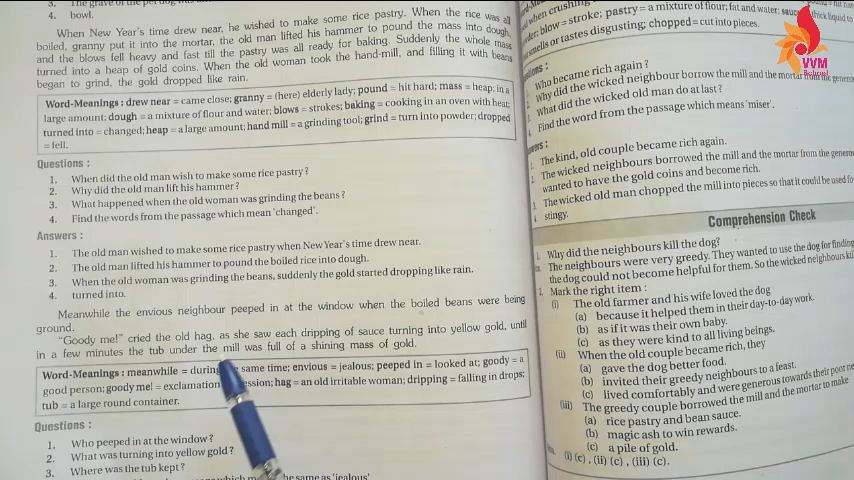 3. The grave of the pet dog
4. bowl.
When New Year's time drew near, he wished to make some rice pastry. When the rice was all
boiled, granny put it into the mortar, the old man lifted his hammer to pound the mass into dough,
and the blows fell heavy and fast till the pastry was all ready for baking. Suddenly the whole mass
turned into a heap of gold coins. When the old woman took the hand-mill, and filling it with beans
began to grind, the gold dropped like rain.
Word-Meanings : drew near = came close; granny = (here) elderly lady; pound = hit hard; mass = heap; in a
large amount; dough = a mixture of flour and water; blows = strokes; baking = cooking in an oven with heat;
turned into = changed; heap = a large amount; hand mill = a grinding tool; grind = turn into powder; dropped
= fell.
Questions :
1. When did the old man wish to make some rice pastry?
2. Why did the old man lift his hammer?
3. What happened when the old woman was grinding the beans?
4. Find the words from the passage which mean 'changed'.
Answers :
1. The old man wished to make some rice pastry when New Year's time drew near.
2. The old man lifted his hammer to pound the boiled rice into dough.
3. When the old woman was grinding the beans, suddenly the gold started dropping like rain.
4. turned into.
Meanwhile the envious neighbour peeped in at the window when the boiled beans were being
ground.
"Goody me!" cried the old hag, as she saw each dripping of sauce turning into yellow gold, until
in a few minutes the tub under the mill was full of a shining mass of gold.
Word-Meanings : meanwhile = during same time; envious = jealous; peeped in = looked at; goody = a
good person; goody me! = exclamation ession; hag = an old irritable woman; dripping = falling in drops;
tub = a large round container.
Questions :
1. Who peeped in at the window?
2. What was turning into yellow gold?
3. Where was the tub kept?
which m he same as 'jealous'
when crushing
blow = stroke; pastry = a mixture of flour, fat and water; sauce thick liquid to
smells or tastes disgusting; chopped = cut into pieces.
VVM
School
Who became rich again?
Why did the wicked neighbour borrow the mill and the mortar from the
What did the wicked old man do at last?
Find the word from the passage which means 'miser'.
1. The kind, old couple became rich again.
2. The wicked neighbours borrowed the mill and the mortar from the
wanted to have the gold coins and become rich.
3. The wicked old man chopped the mill into pieces so that it could be used
4. stingy.
Comprehension Check
1. Why did the neighbours kill the dog?
The neighbours were very greedy. They wanted to use the dog for finding
the dog could not become helpful for them. So the wicked neighbours
2. Mark the right item :
(i) The old farmer and his wife loved the dog
(a) because it helped them in their day-to-day work.
(b) as if it was their own baby.
(c) as they were kind to all living beings.
(ii) When the old couple became rich, they
(a) gave the dog better food.
(b) invited their greedy neighbours to a feast.
(c) lived comfortably and were generous towards their poor
(iii) The greedy couple borrowed the mill and the mortar to make
(a) rice pastry and bean sauce.
(b) magic ash to win rewards.
(c) a pile of gold.
(i) (c) , (ii) (c) , (iii) (c).